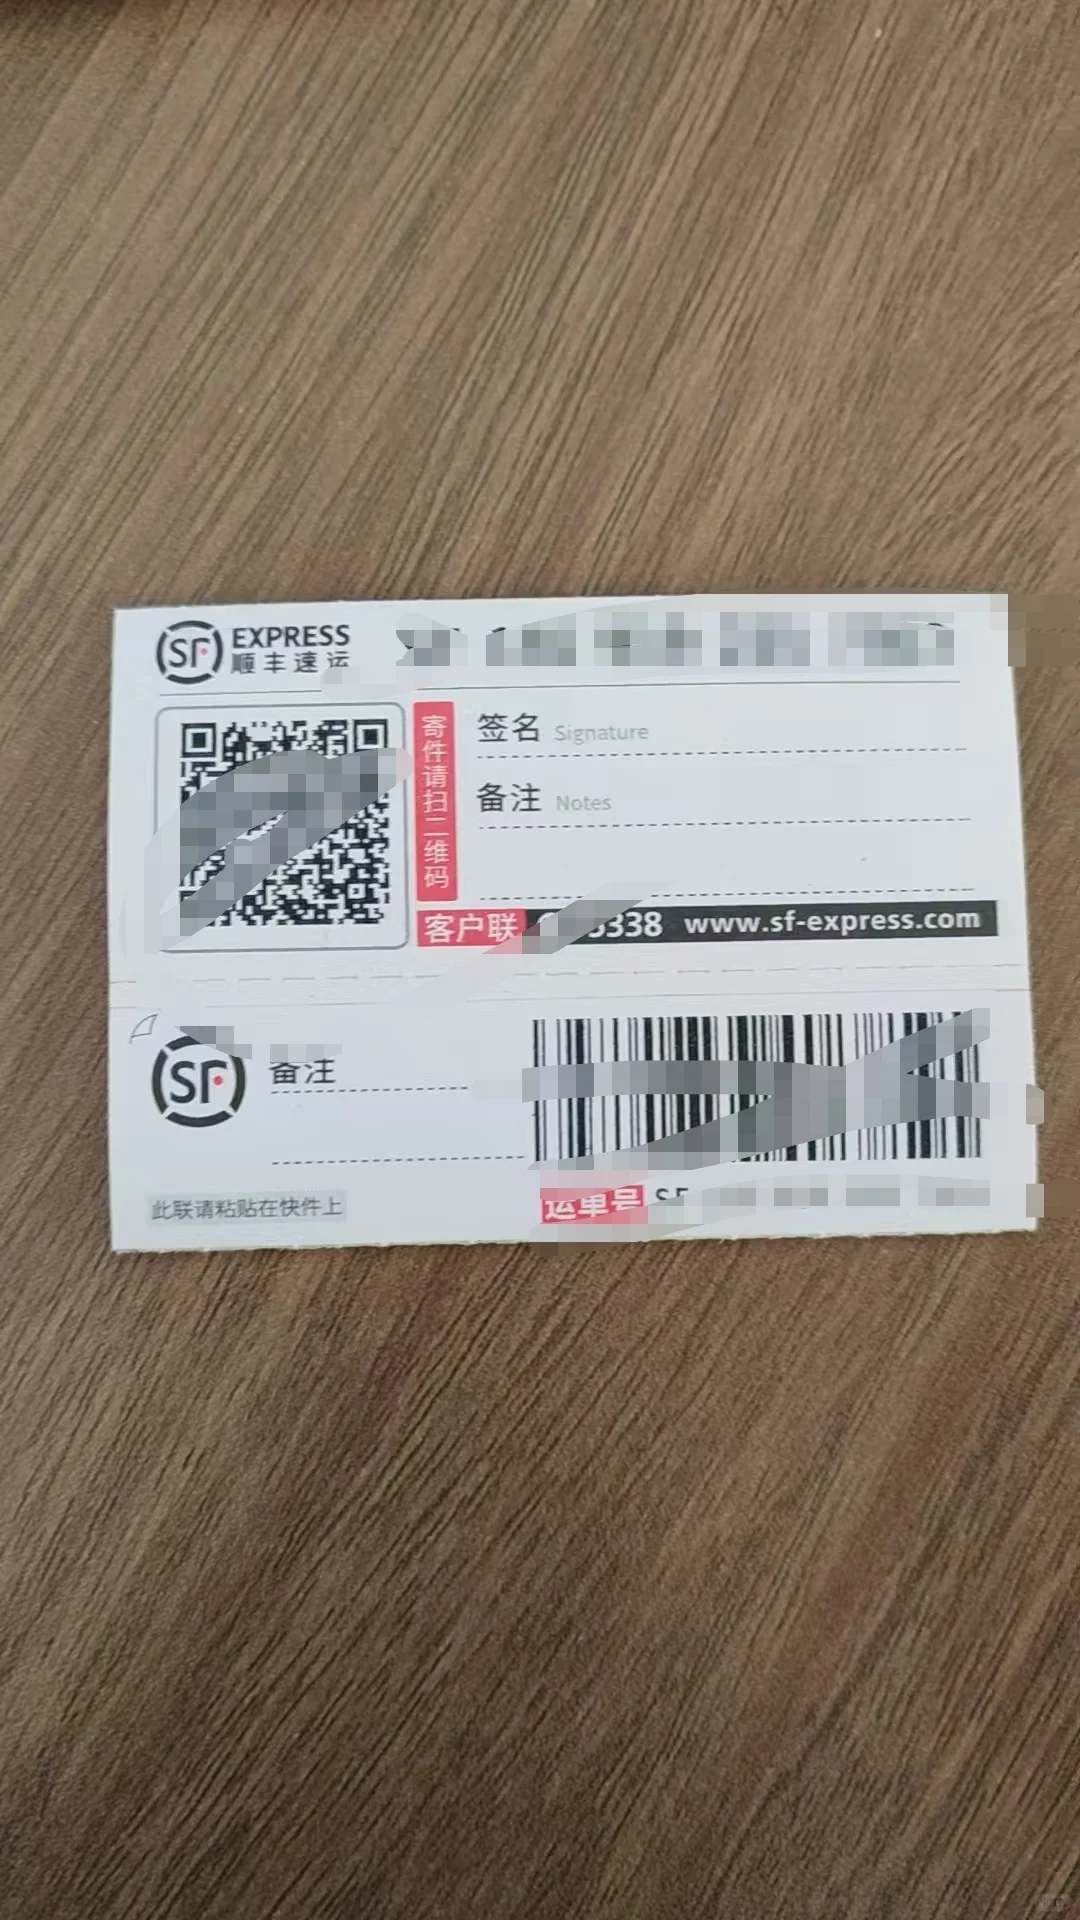 SF EXPRESS
顺丰速运
寄件请扫二维码
签名 Signature
备注 Notes
客户联 338 www.sf-express.com
SF
备注
此联请粘贴在快件上
运单号 SF